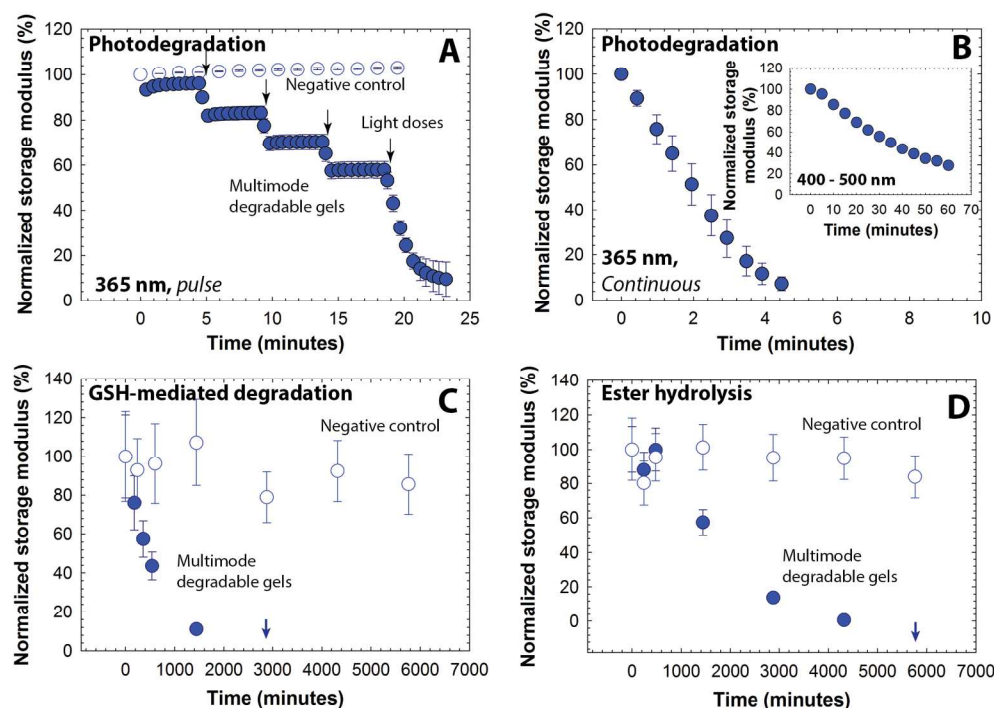 Photodegradation
A
Normalized storage modulus (%)
120
100
80
60
40
20
0
Negative control
Light doses
Multimode
degradable gels
365 nm, pulse
0 5 10 15 20 25
Time (minutes)
Photodegradation
B
Normalized storage modulus (%)
120
100
80
60
40
20
0
365 nm,
Continuous
0 2 4 6 8 10
Time (minutes)
Normalized storage
modulus (%)
120
100
80
60
40
20
0
400 - 500 nm
0 10 20 30 40 50 60 70
Time (minutes)
GSH-mediated degradation
C
Normalized storage modulus (%)
140
120
100
80
60
40
20
0
Negative control
Multimode
degradable gels
0 1000 2000 3000 4000 5000 6000 7000
Time (minutes)
Ester hydrolysis
D
Normalized storage modulus (%)
140
120
100
80
60
40
20
0
Negative control
Multimode
degradable gels
0 1000 2000 3000 4000 5000 6000 7000
Time (minutes)